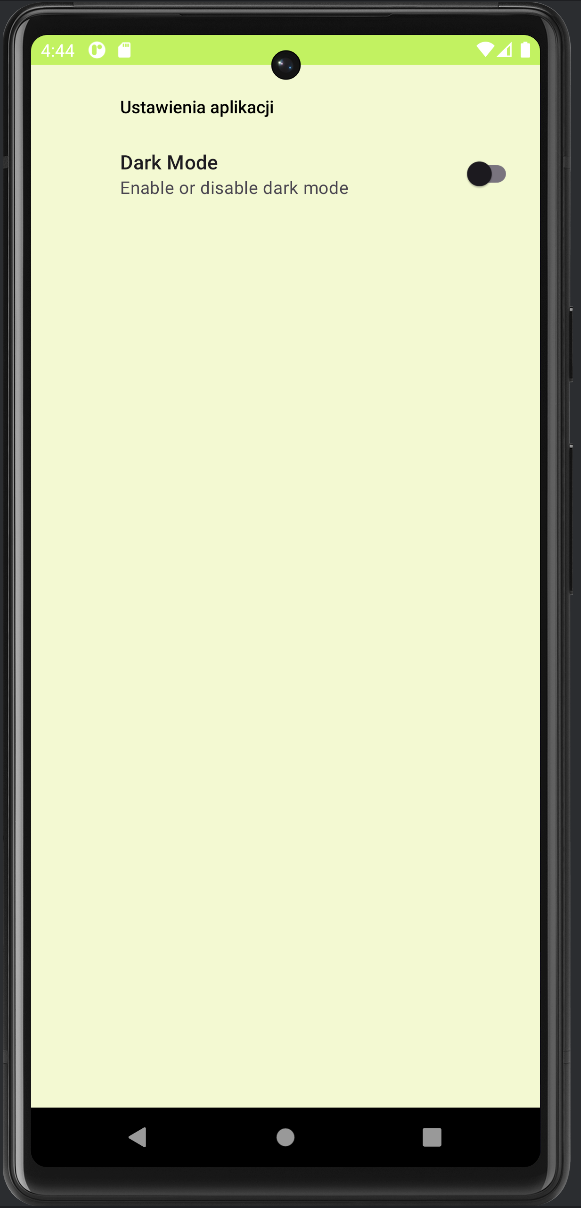 4:44
Ustawienia aplikacji
Dark Mode
Enable or disable dark mode